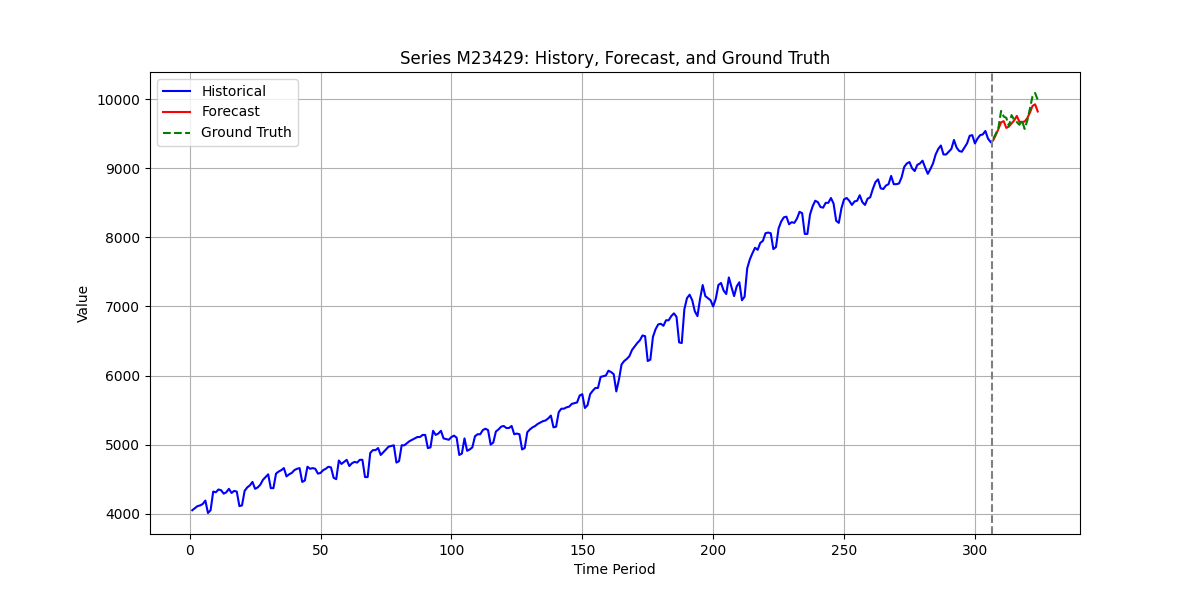 Series M23429: History, Forecast, and Ground Truth
Historical
Forecast
Ground Truth
10000
9000
8000
7000
6000
5000
4000
Value
0 50 100 150 200 250 300
Time Period